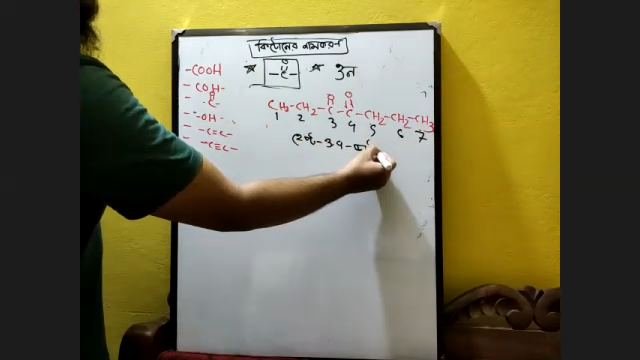 কিটোনের নামকরণ
-COOH
* O
-C- * ওন
-COH-
O
-C-
-OH-
-C=C-
-C≡C-
O O
CH3-CH2-C-C-CH2-CH2-CH3
1 2 3 4 5 6 7
হেপ্ট-3,4-